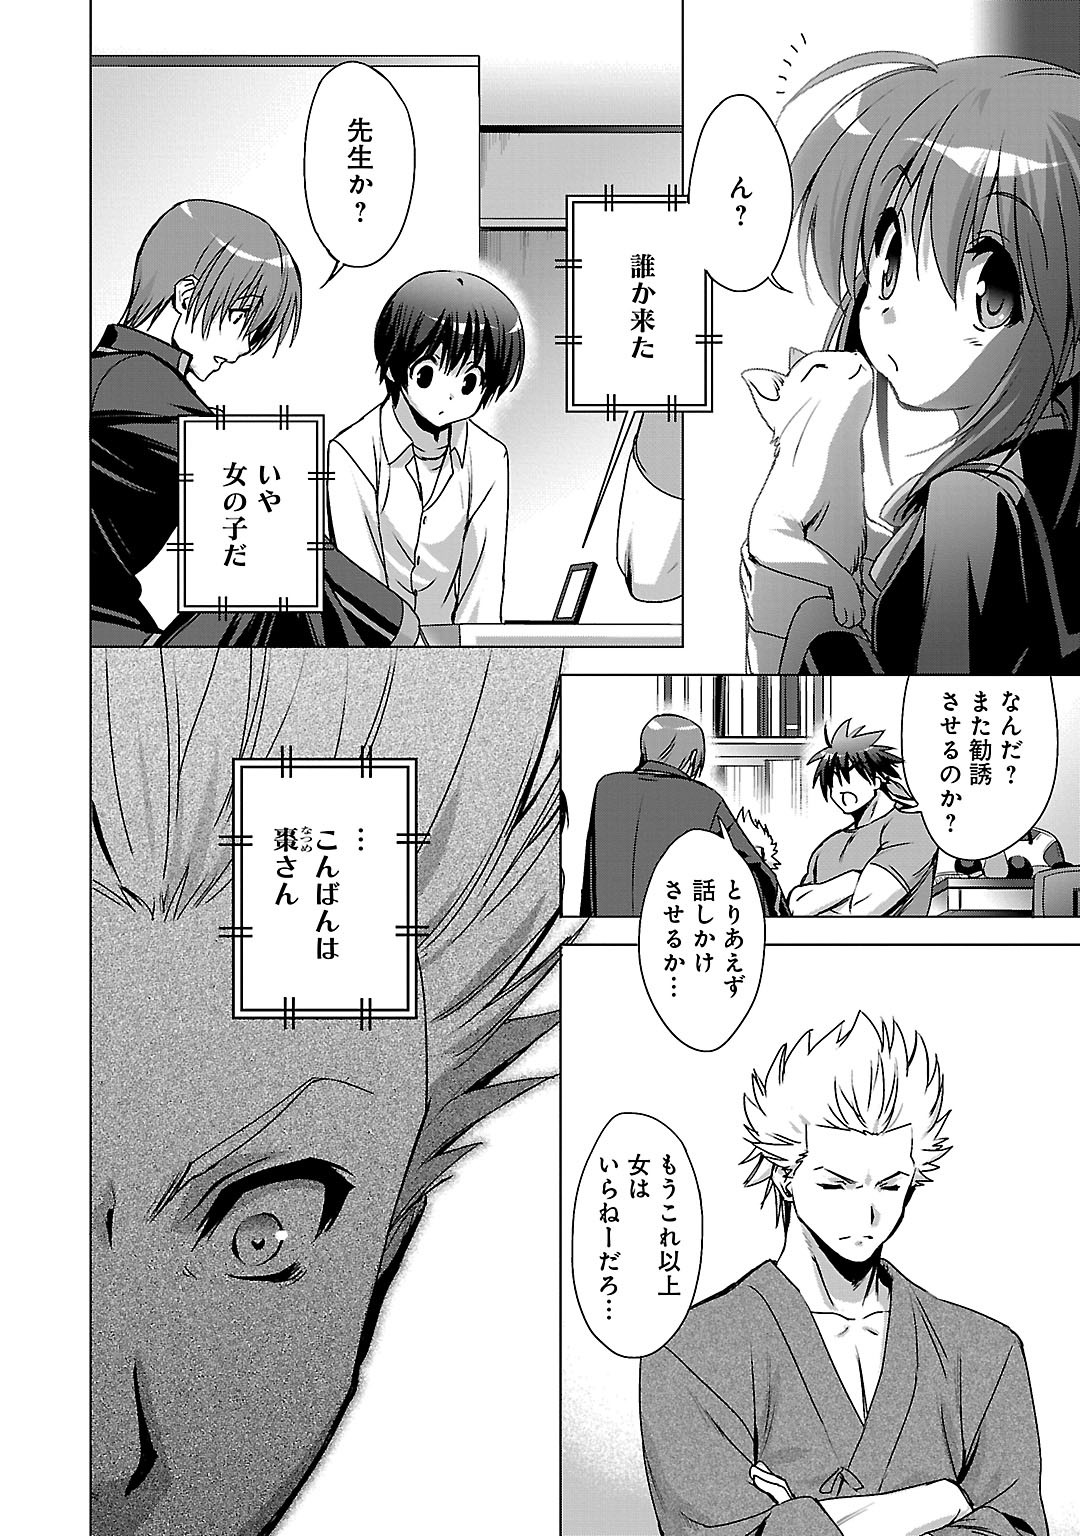 ん？
誰か来た
先生か？
いや
女の子だ
なんだ？
また勧誘
させるのか？
とりあえず
話しかけ
させるか…
もうこれ以上
女は
いらねーだろ…
…
こんばんは
棗さん
なつめ